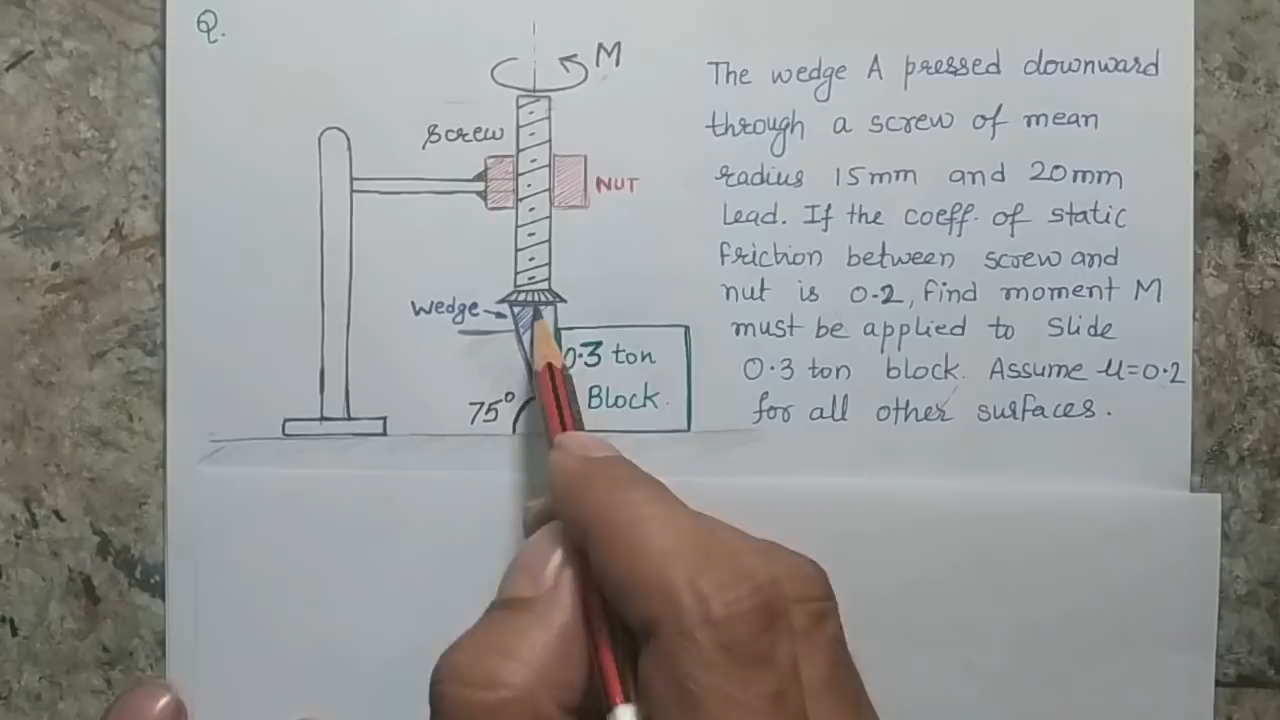 Q.
M
Screw
NUT
wedge
0.3 ton
Block.
75°
The wedge A pressed downward
through a screw of mean
radius 15mm and 20mm
Lead. If the coeff. of static
friction between screw and
nut is 0.2, find moment M
must be applied to slide
0.3 ton block. Assume μ=0.2
for all other surfaces.